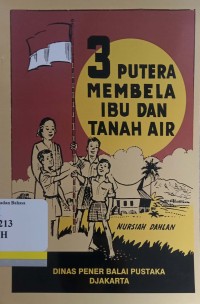 3 PUTERA
MEMBELA
IBU DAN
TANAH AIR
NURSIAH DAHLAN
213
H
DINAS PENER BALAI PUSTAKA
DJAKARTA